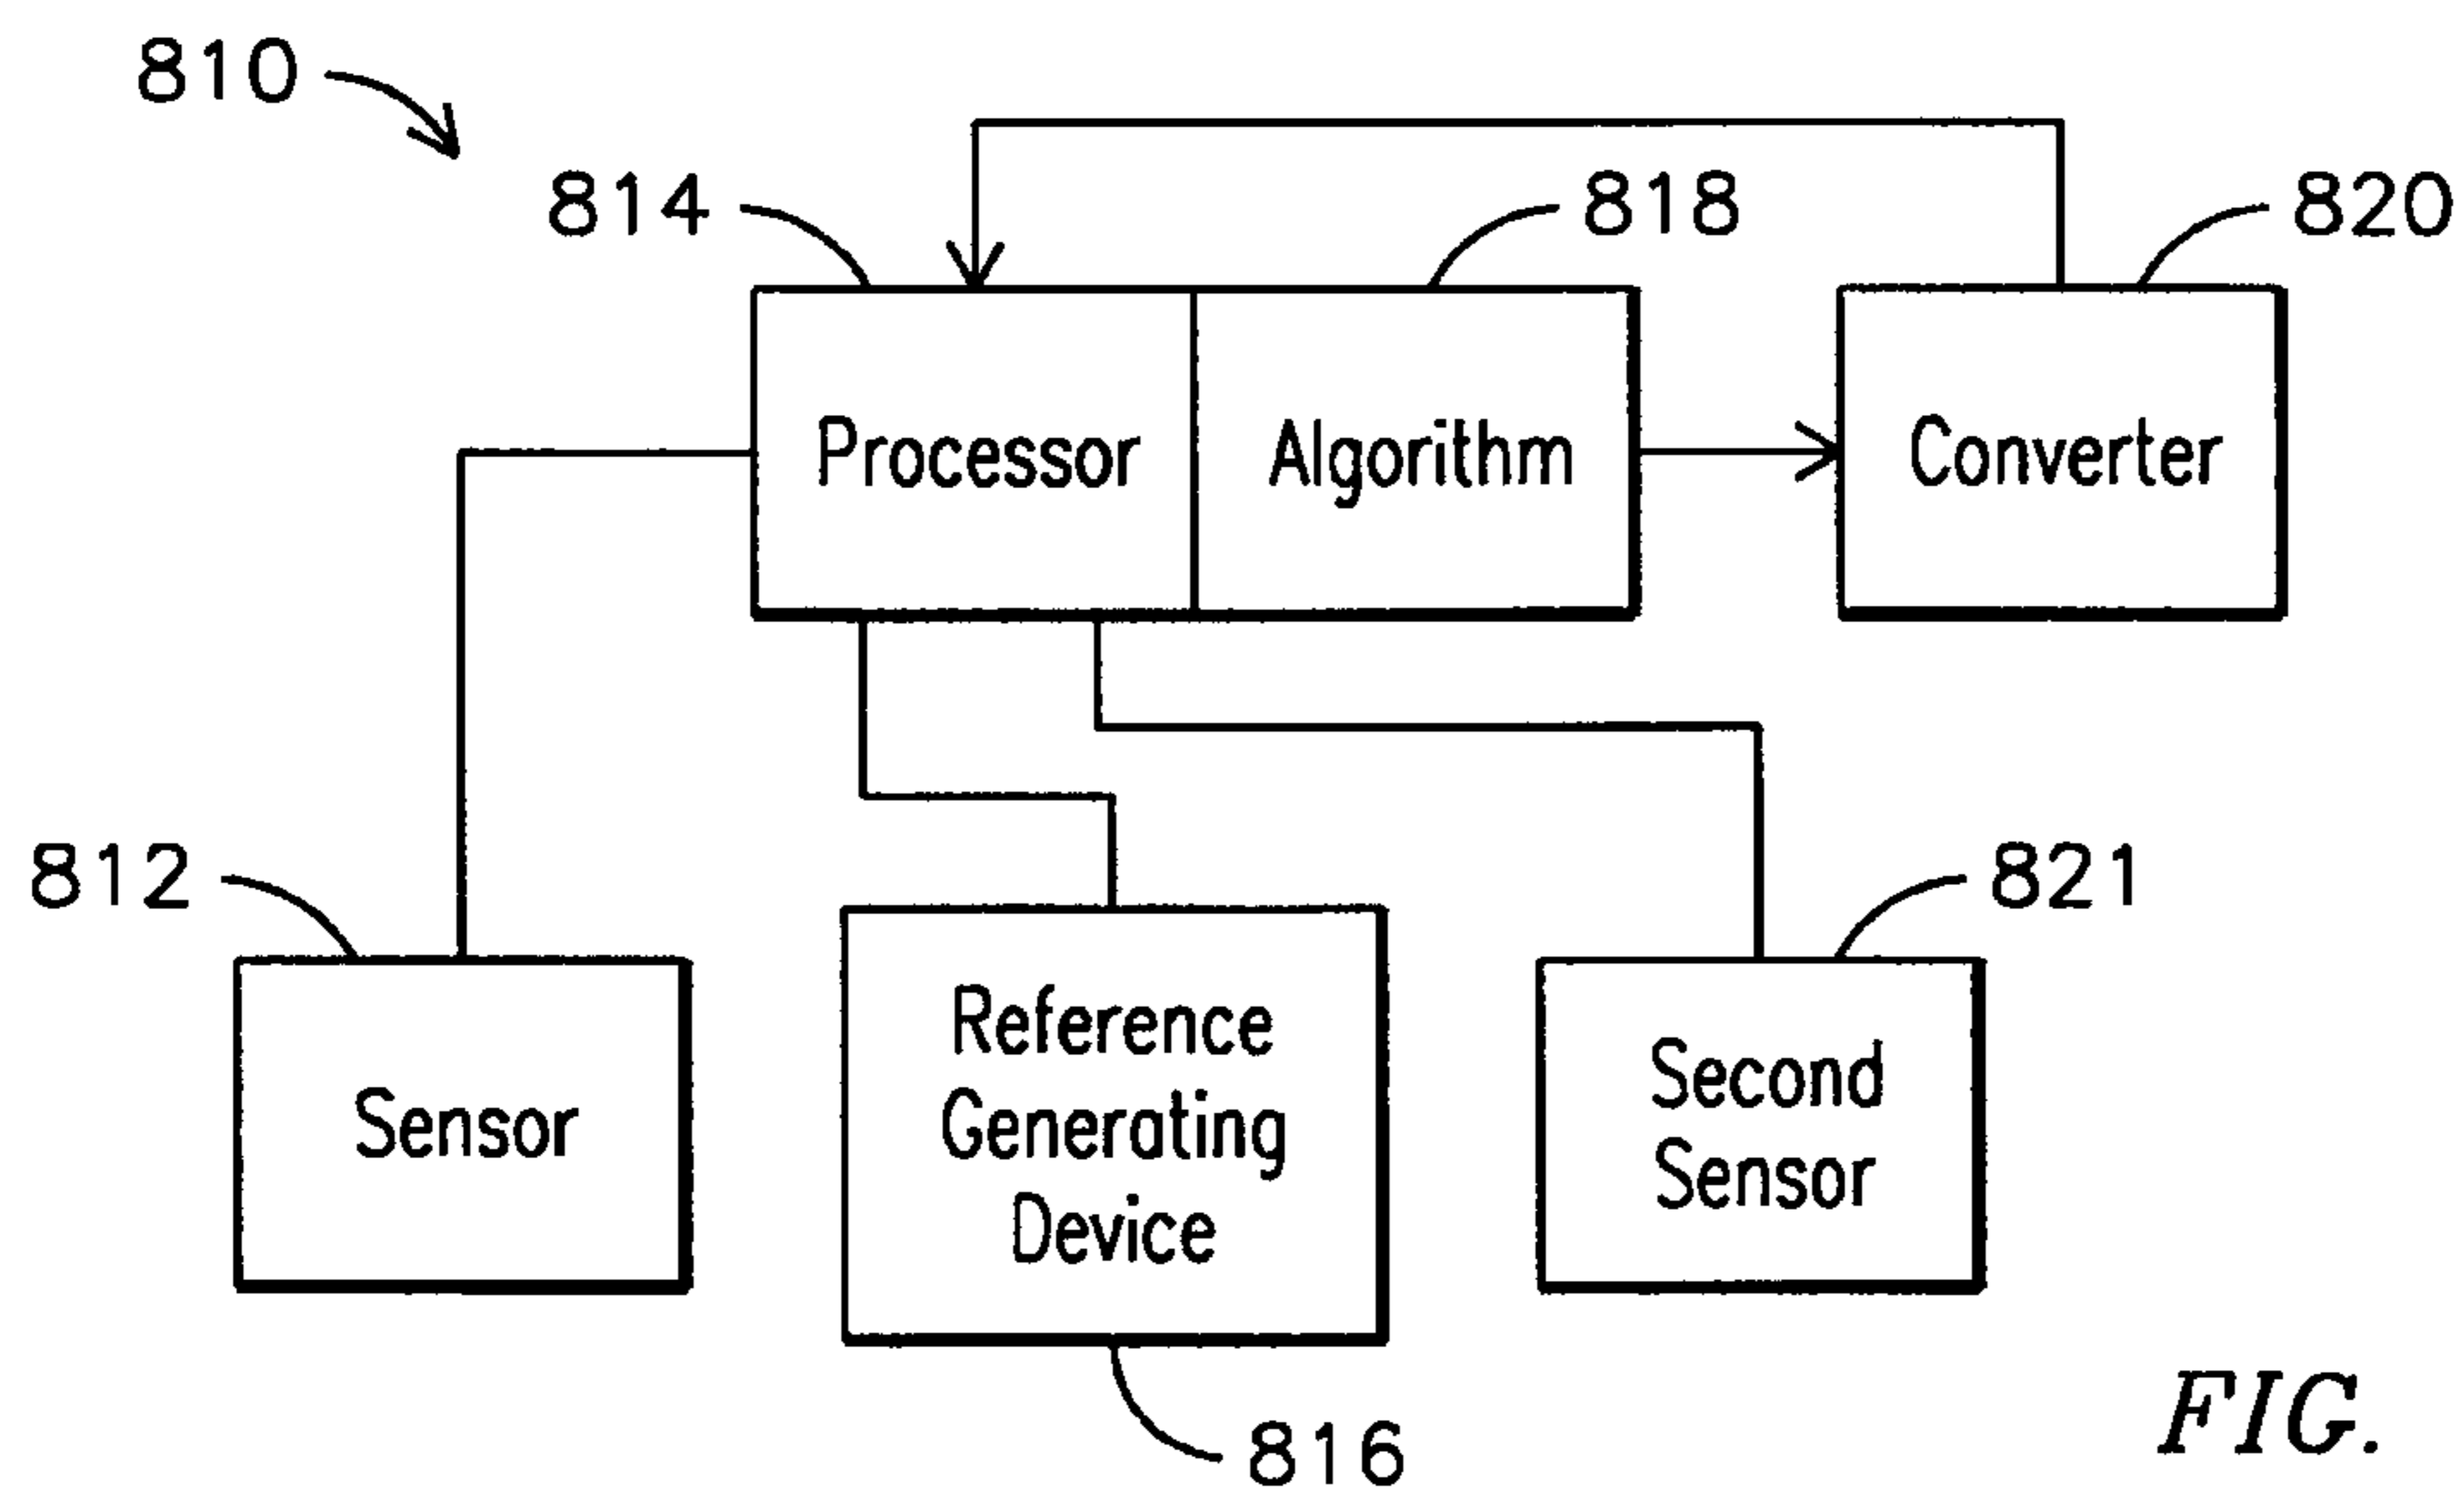 810
814
818
820
Processor
Algorithm
Converter
812
821
Sensor
Reference
Generating
Device
Second
Sensor
816
FIG.